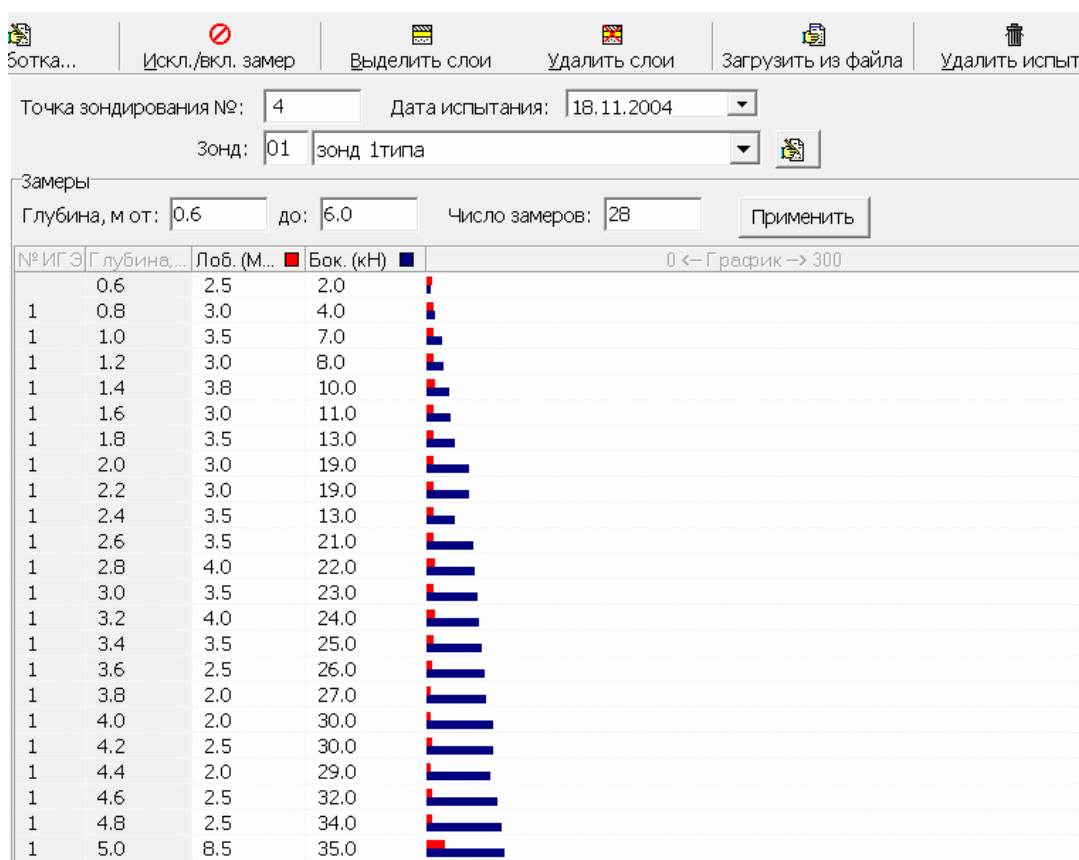 ботка... Искл./вкл. замер Выделить слои Удалить слои Загрузить из файла Удалить испыт
Точка зондирования №: 4 Дата испытания: 18.11.2004
Зонд: 01 зонд 1типа
Замеры
Глубина, м от: 0.6 до: 6.0 Число замеров: 28 Применить
№ ИГЭ Глубина,... Лоб. (М... Бок. (кН) 0 <-- График --> 300
0.6 2.5 2.0
1 0.8 3.0 4.0
1 1.0 3.5 7.0
1 1.2 3.0 8.0
1 1.4 3.8 10.0
1 1.6 3.0 11.0
1 1.8 3.5 13.0
1 2.0 3.0 19.0
1 2.2 3.0 19.0
1 2.4 3.5 13.0
1 2.6 3.5 21.0
1 2.8 4.0 22.0
1 3.0 3.5 23.0
1 3.2 4.0 24.0
1 3.4 3.5 25.0
1 3.6 2.5 26.0
1 3.8 2.0 27.0
1 4.0 2.0 30.0
1 4.2 2.5 30.0
1 4.4 2.0 29.0
1 4.6 2.5 32.0
1 4.8 2.5 34.0
1 5.0 8.5 35.0